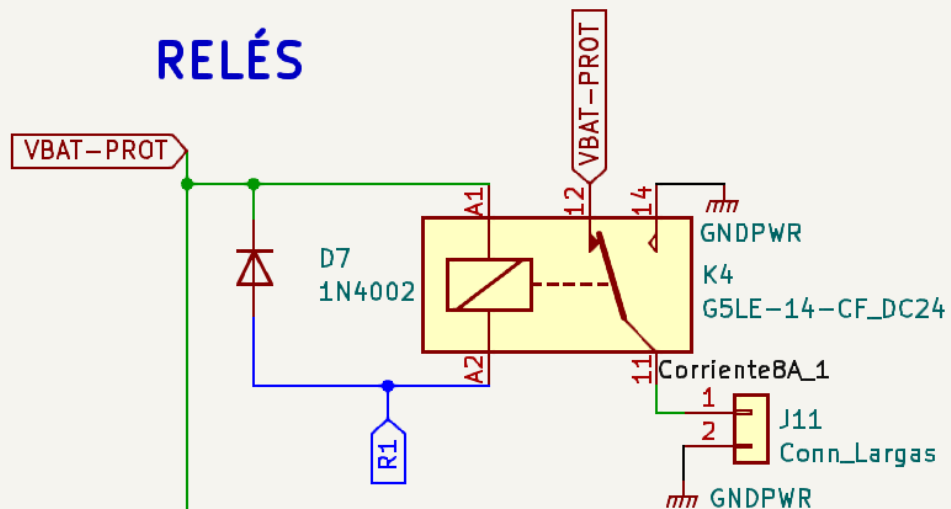 RELÉS
VBAT-PROT
VBAT-PROT
A1
12
14
GNDPWR
D7
1N4002
K4
G5LE-14-CF_DC24
A2
11
Corriente8A_1
R1
1
2
J11
Conn_Largas
GNDPWR